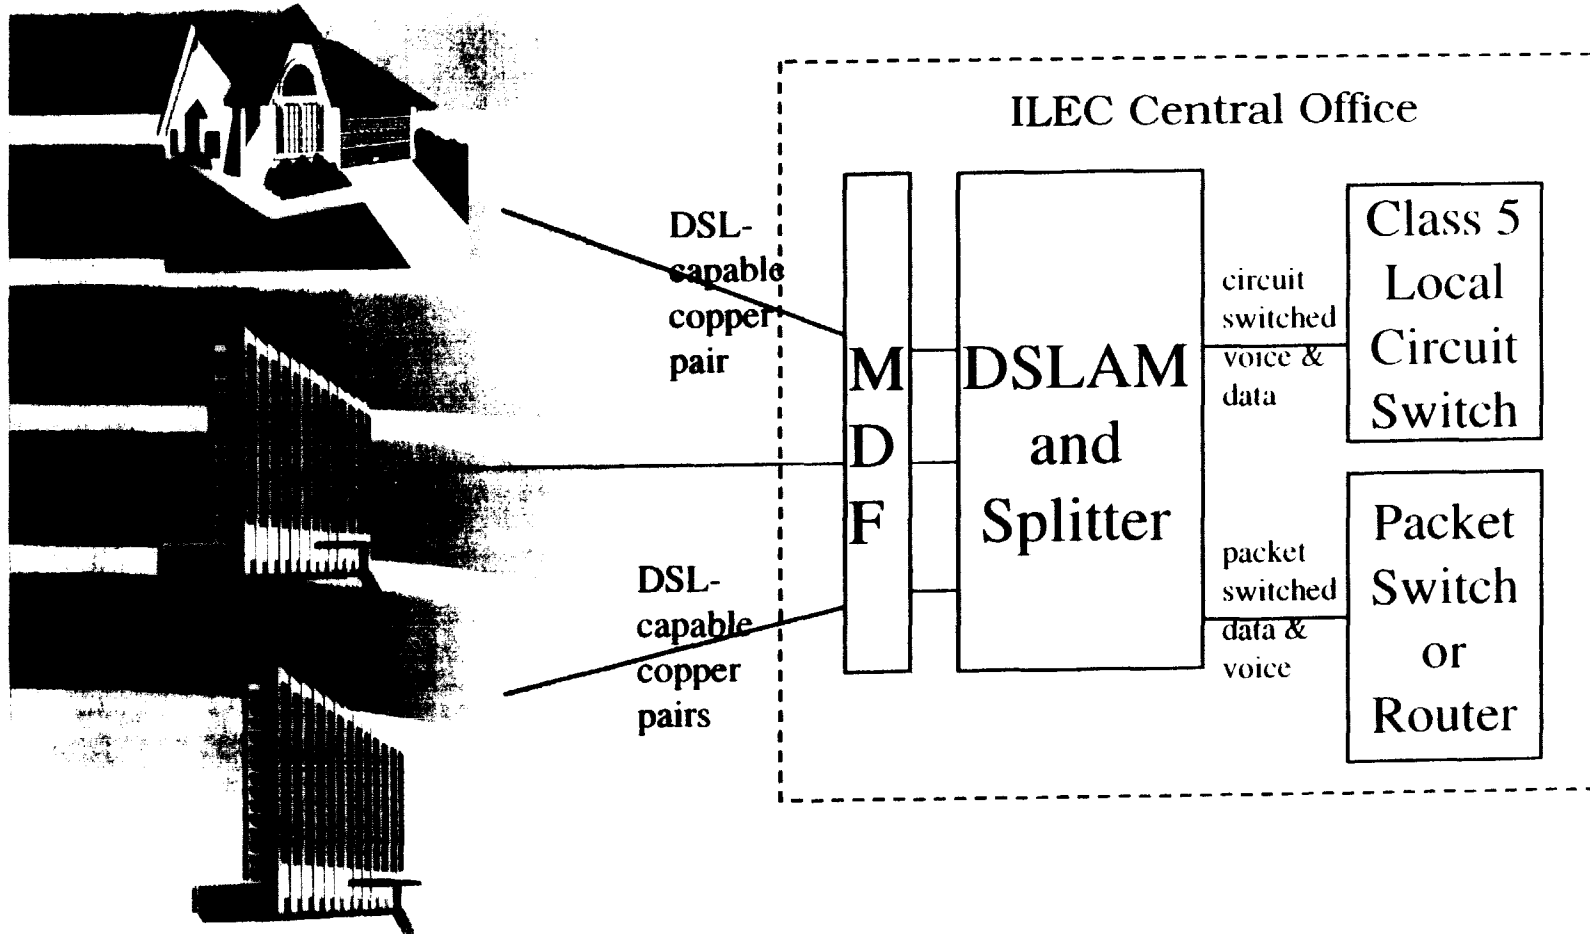 ILEC Central Office
DSL-
capable
copper
pair
DSL-
capable
copper
pairs
M
D
F
DSLAM
and
Splitter
circuit
switched
voice &
data
packet
switched
data &
voice
Class 5
Local
Circuit
Switch
Packet
Switch
or
Router